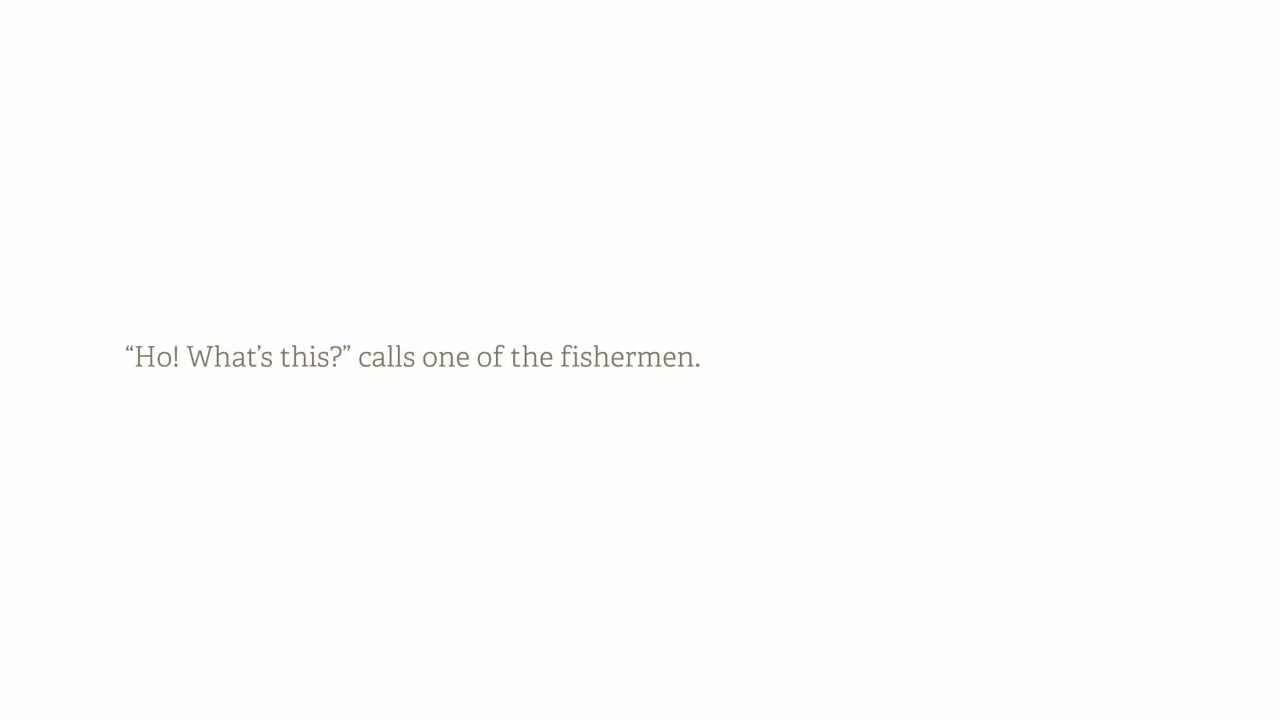 “Ho! What’s this?” calls one of the fishermen.